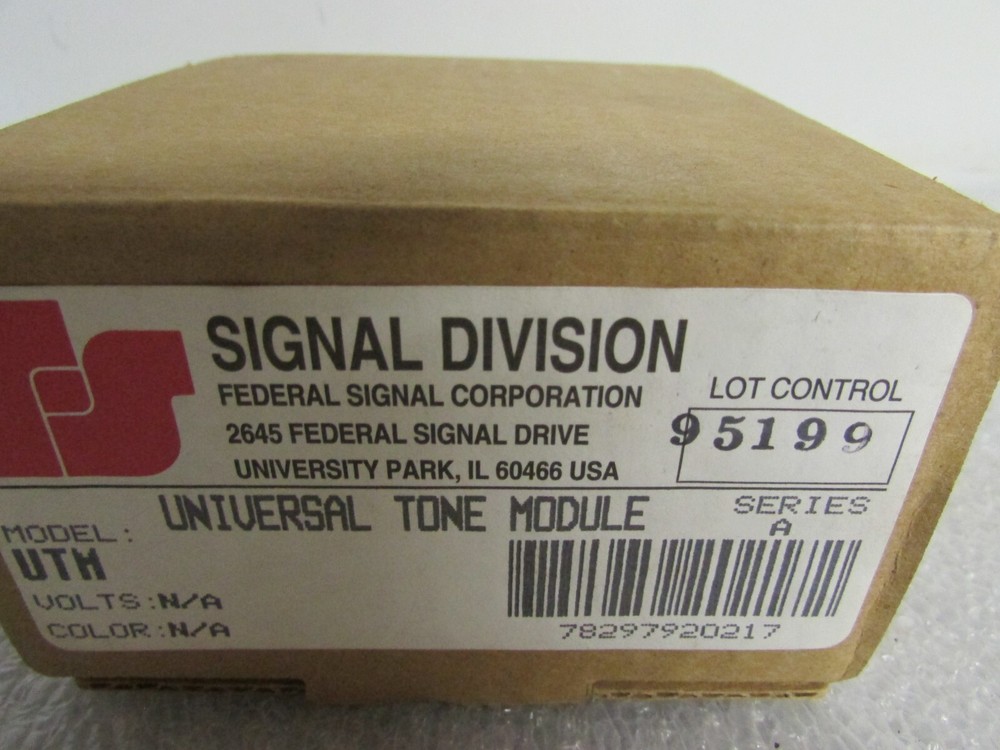 SIGNAL DIVISION
FEDERAL SIGNAL CORPORATION
2645 FEDERAL SIGNAL DRIVE
UNIVERSITY PARK, IL 60466 USA
LOT CONTROL
95199
UNIVERSAL TONE MODULE
SERIES
A
MODEL:
UTM
VOLTS:N/A
COLOR:N/A
78297920217